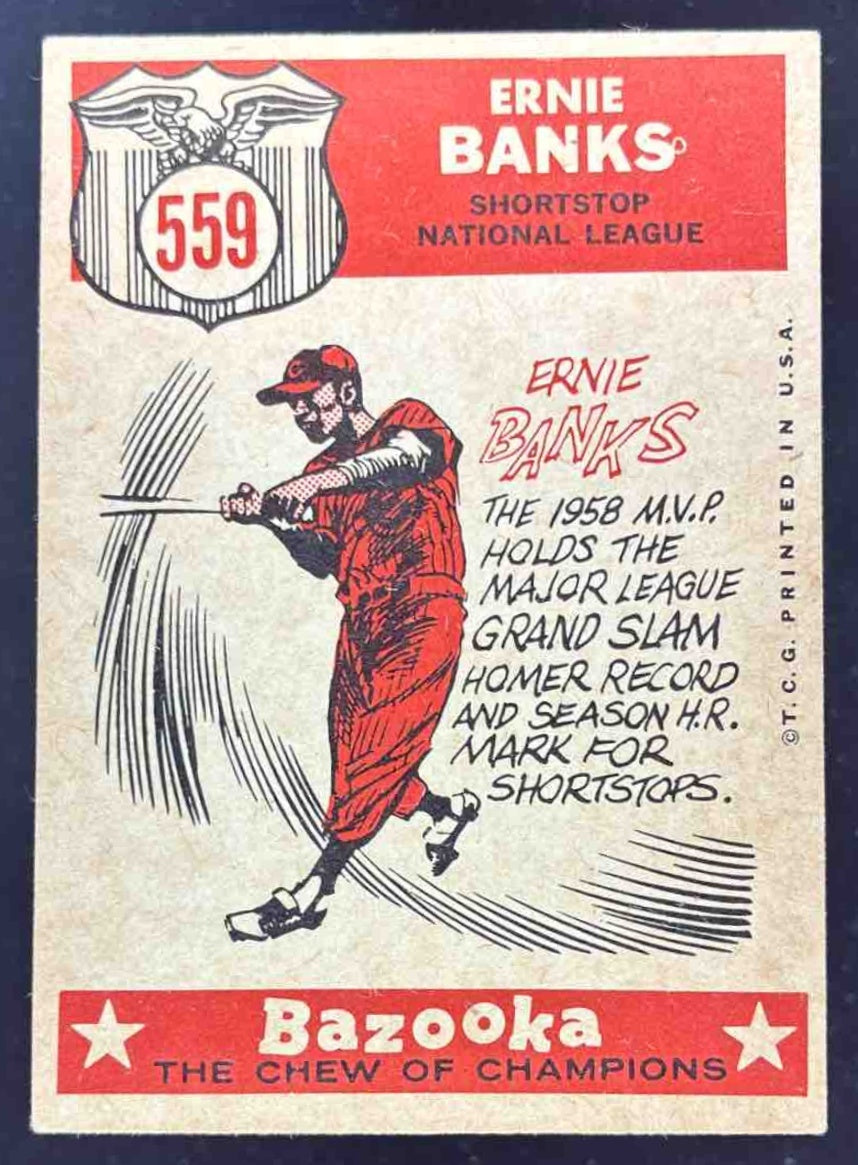 559
ERNIE
BANKS
SHORTSTOP
NATIONAL LEAGUE
C
ERNIE
BANKS
THE 1958 M.V.P.
HOLDS THE
MAJOR LEAGUE
GRAND SLAM
HOMER RECORD
AND SEASON H.R.
MARK FOR
SHORTSTOPS.
©T.C.G. PRINTED IN U.S.A.
Bazooka
THE CHEW OF CHAMPIONS